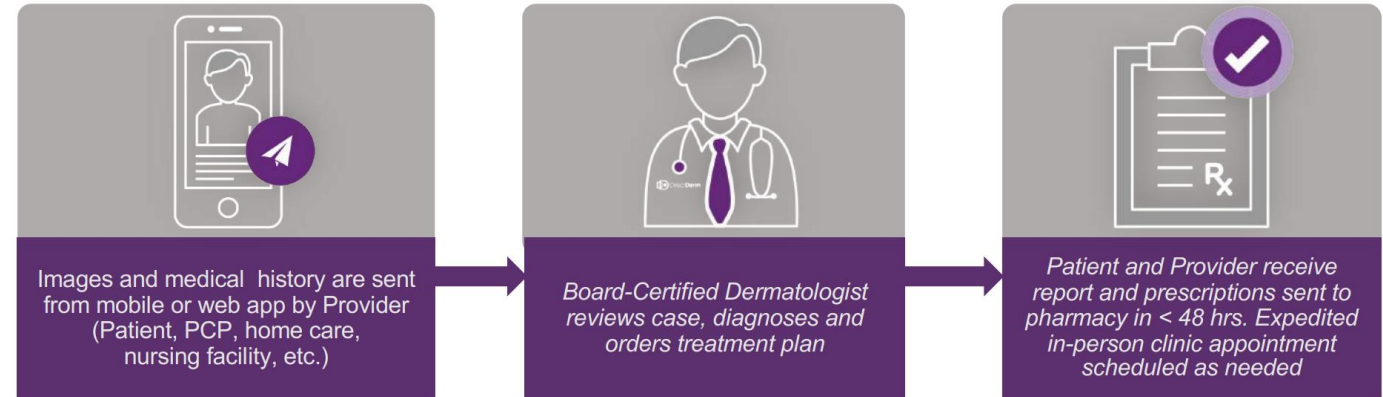 DirectDerm
Rx
Images and medical history are sent
from mobile or web app by Provider
(Patient, PCP, home care,
nursing facility, etc.)
Board-Certified Dermatologist
reviews case, diagnoses and
orders treatment plan
Patient and Provider receive
report and prescriptions sent to
pharmacy in < 48 hrs. Expedited
in-person clinic appointment
scheduled as needed